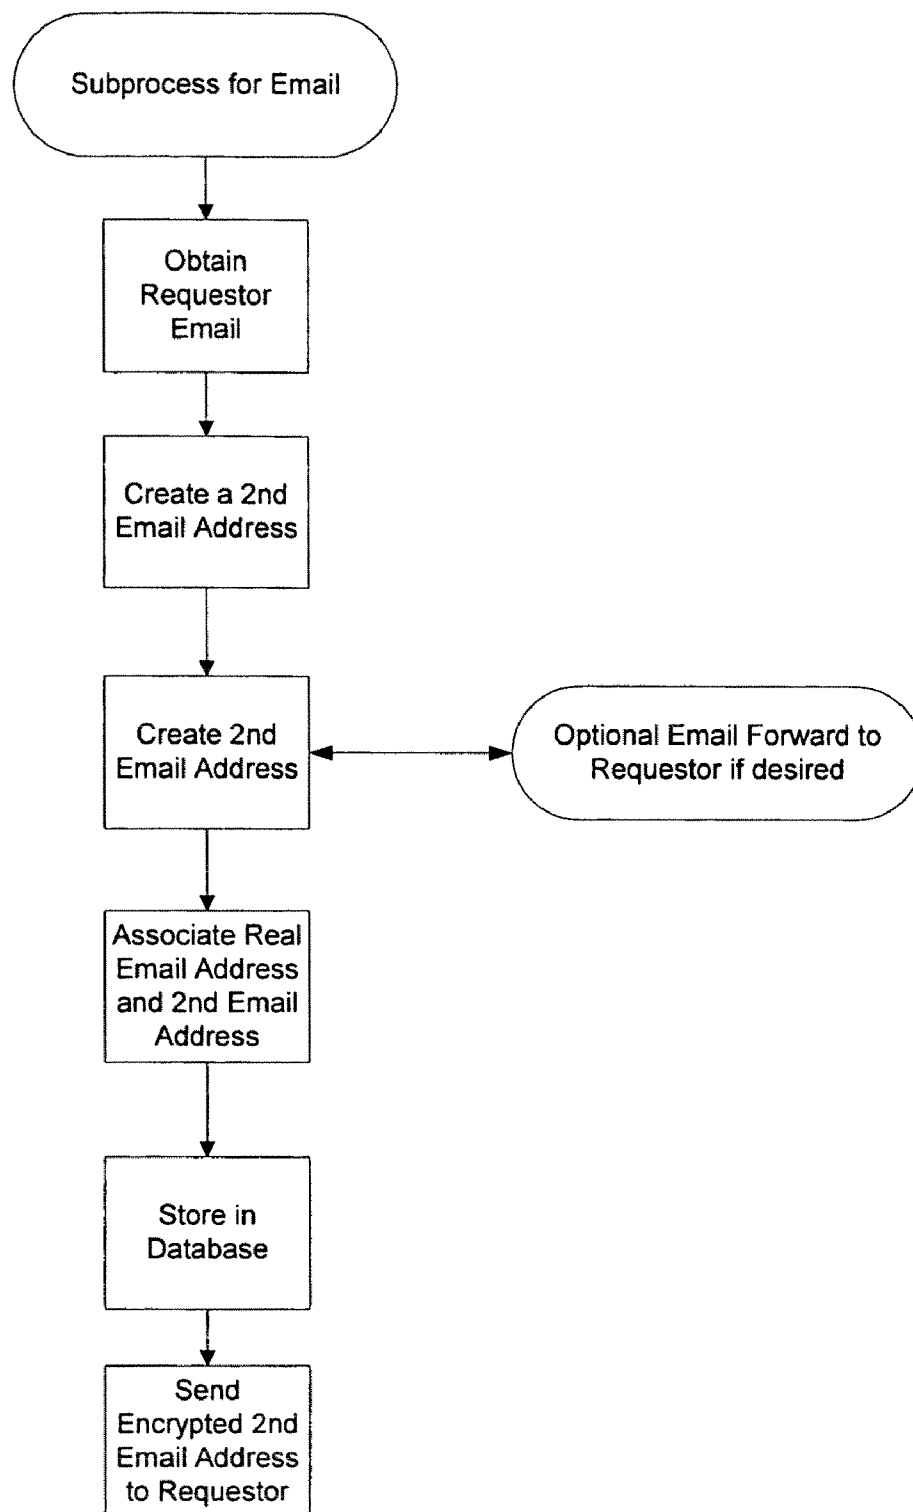 Subprocess for Email
Obtain
Requestor
Email
Create a 2nd
Email Address
Create 2nd
Email Address
Optional Email Forward to
Requestor if desired
Associate Real
Email Address
and 2nd Email
Address
Store in
Database
Send
Encrypted 2nd
Email Address
to Requestor